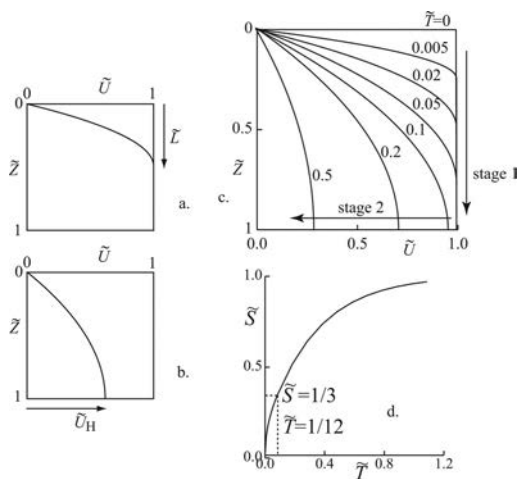 Ũ
0 1
0
L̃
Z̃
a.
1
Ũ
0 1
0
Z̃
b.
1
Ũ_H
T̃=0
0
0.005
0.02
0.05
0.1
0.2
0.5
0.5
Z̃
c.
stage 1
stage 2
1
0.0 0.5 1.0
Ũ
1.0
S̃
0.5
S̃=1/3
T̃=1/12
d.
0.0
0.0 0.4 0.8 1.2
T̃